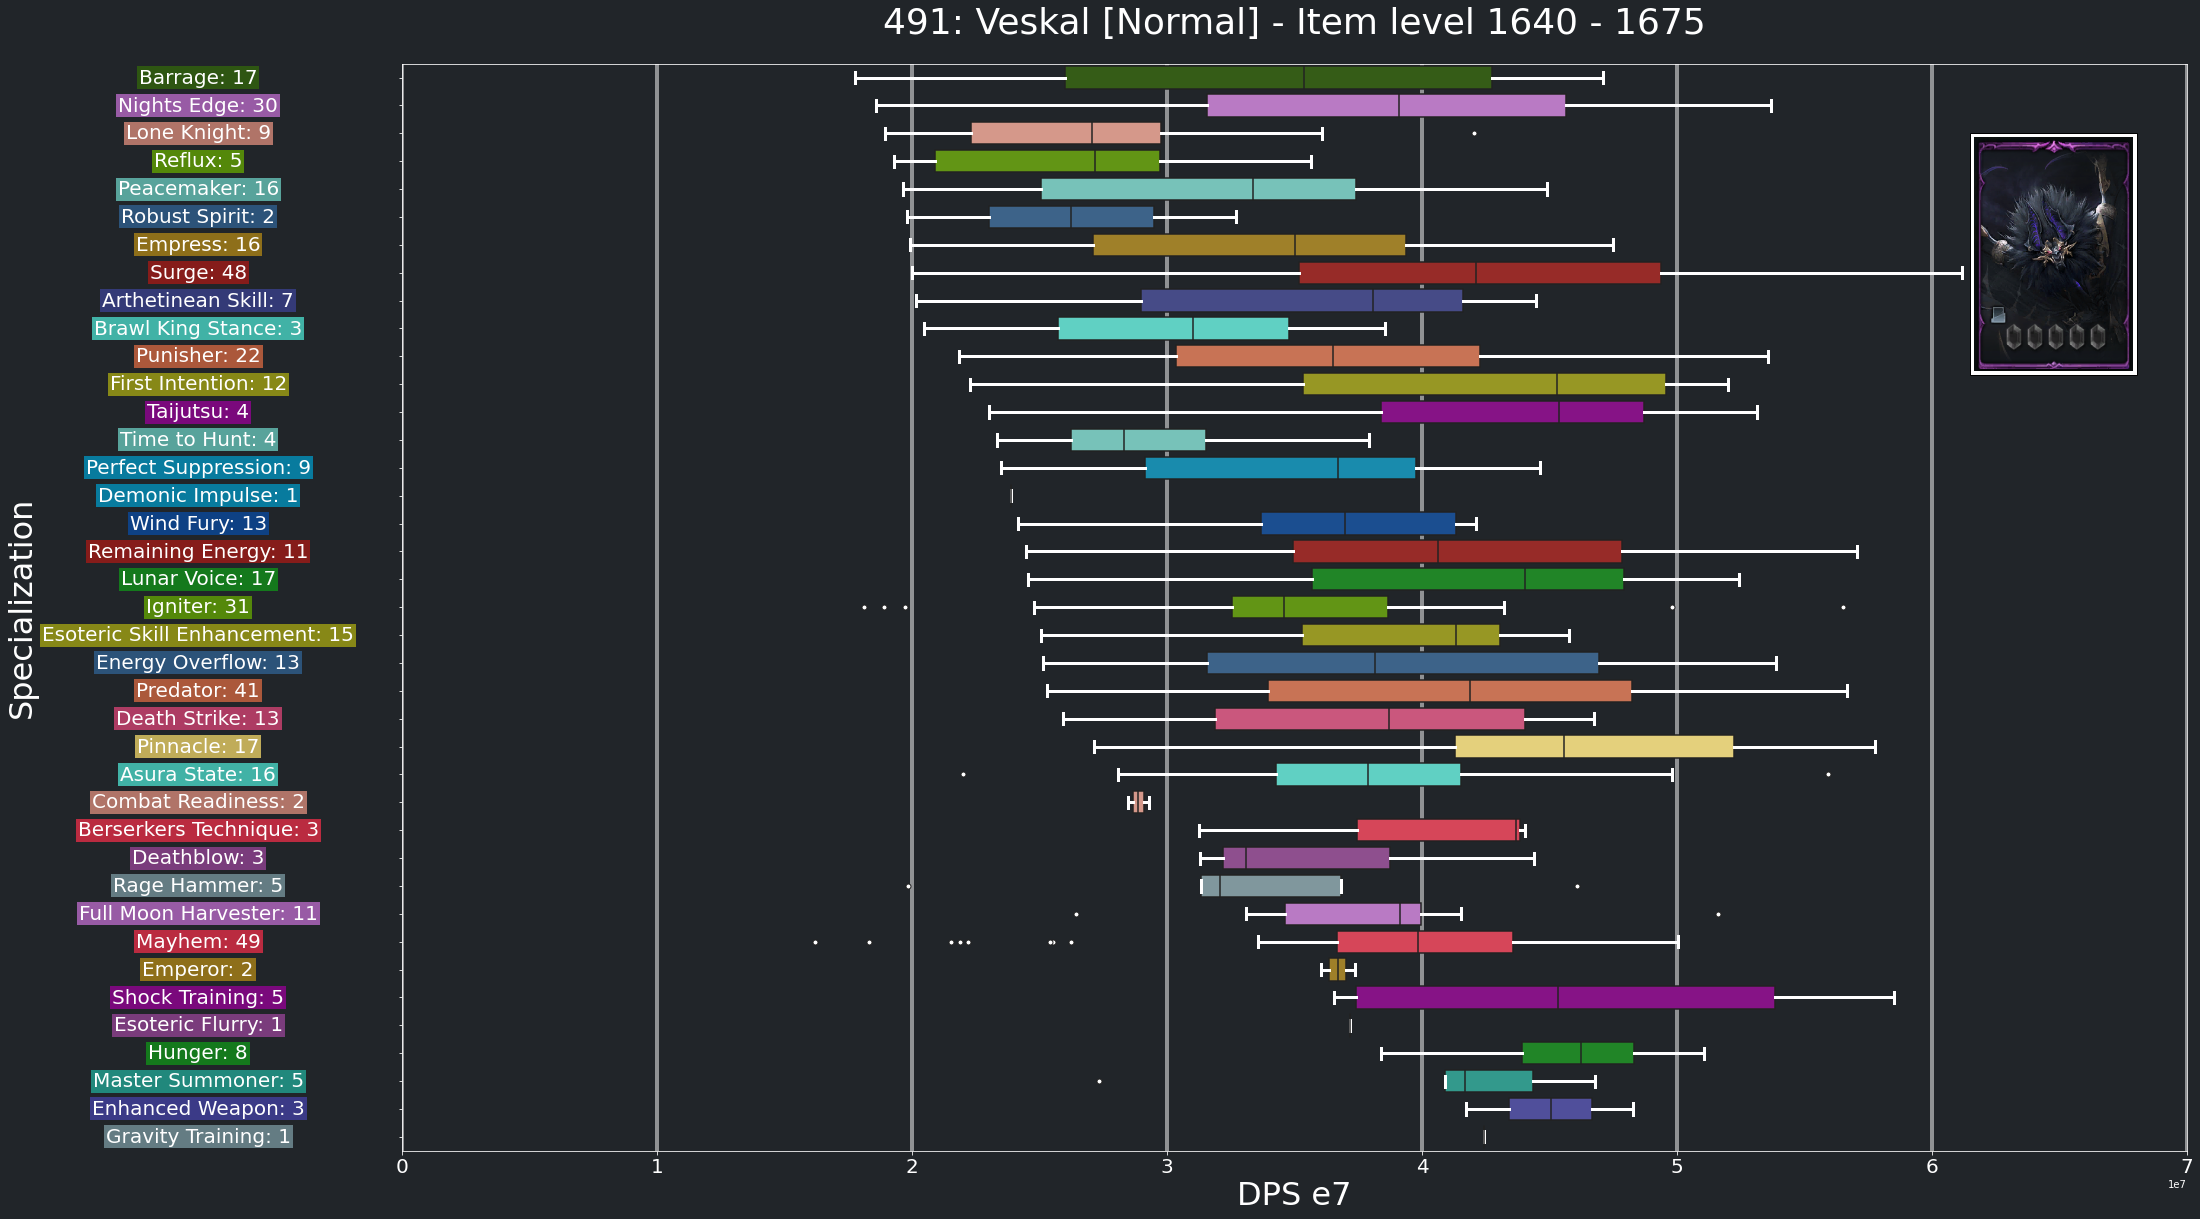 491: Veskal [Normal] - Item level 1640 - 1675
Specialization
Barrage: 17
Nights Edge: 30
Lone Knight: 9
Reflux: 5
Peacemaker: 16
Robust Spirit: 2
Empress: 16
Surge: 48
Arthetinean Skill: 7
Brawl King Stance: 3
Punisher: 22
First Intention: 12
Taijutsu: 4
Time to Hunt: 4
Perfect Suppression: 9
Demonic Impulse: 1
Wind Fury: 13
Remaining Energy: 11
Lunar Voice: 17
Igniter: 31
Esoteric Skill Enhancement: 15
Energy Overflow: 13
Predator: 41
Death Strike: 13
Pinnacle: 17
Asura State: 16
Combat Readiness: 2
Berserkers Technique: 3
Deathblow: 3
Rage Hammer: 5
Full Moon Harvester: 11
Mayhem: 49
Emperor: 2
Shock Training: 5
Esoteric Flurry: 1
Hunger: 8
Master Summoner: 5
Enhanced Weapon: 3
Gravity Training: 1
0 1 2 3 4 5 6 7
1e7
DPS e7